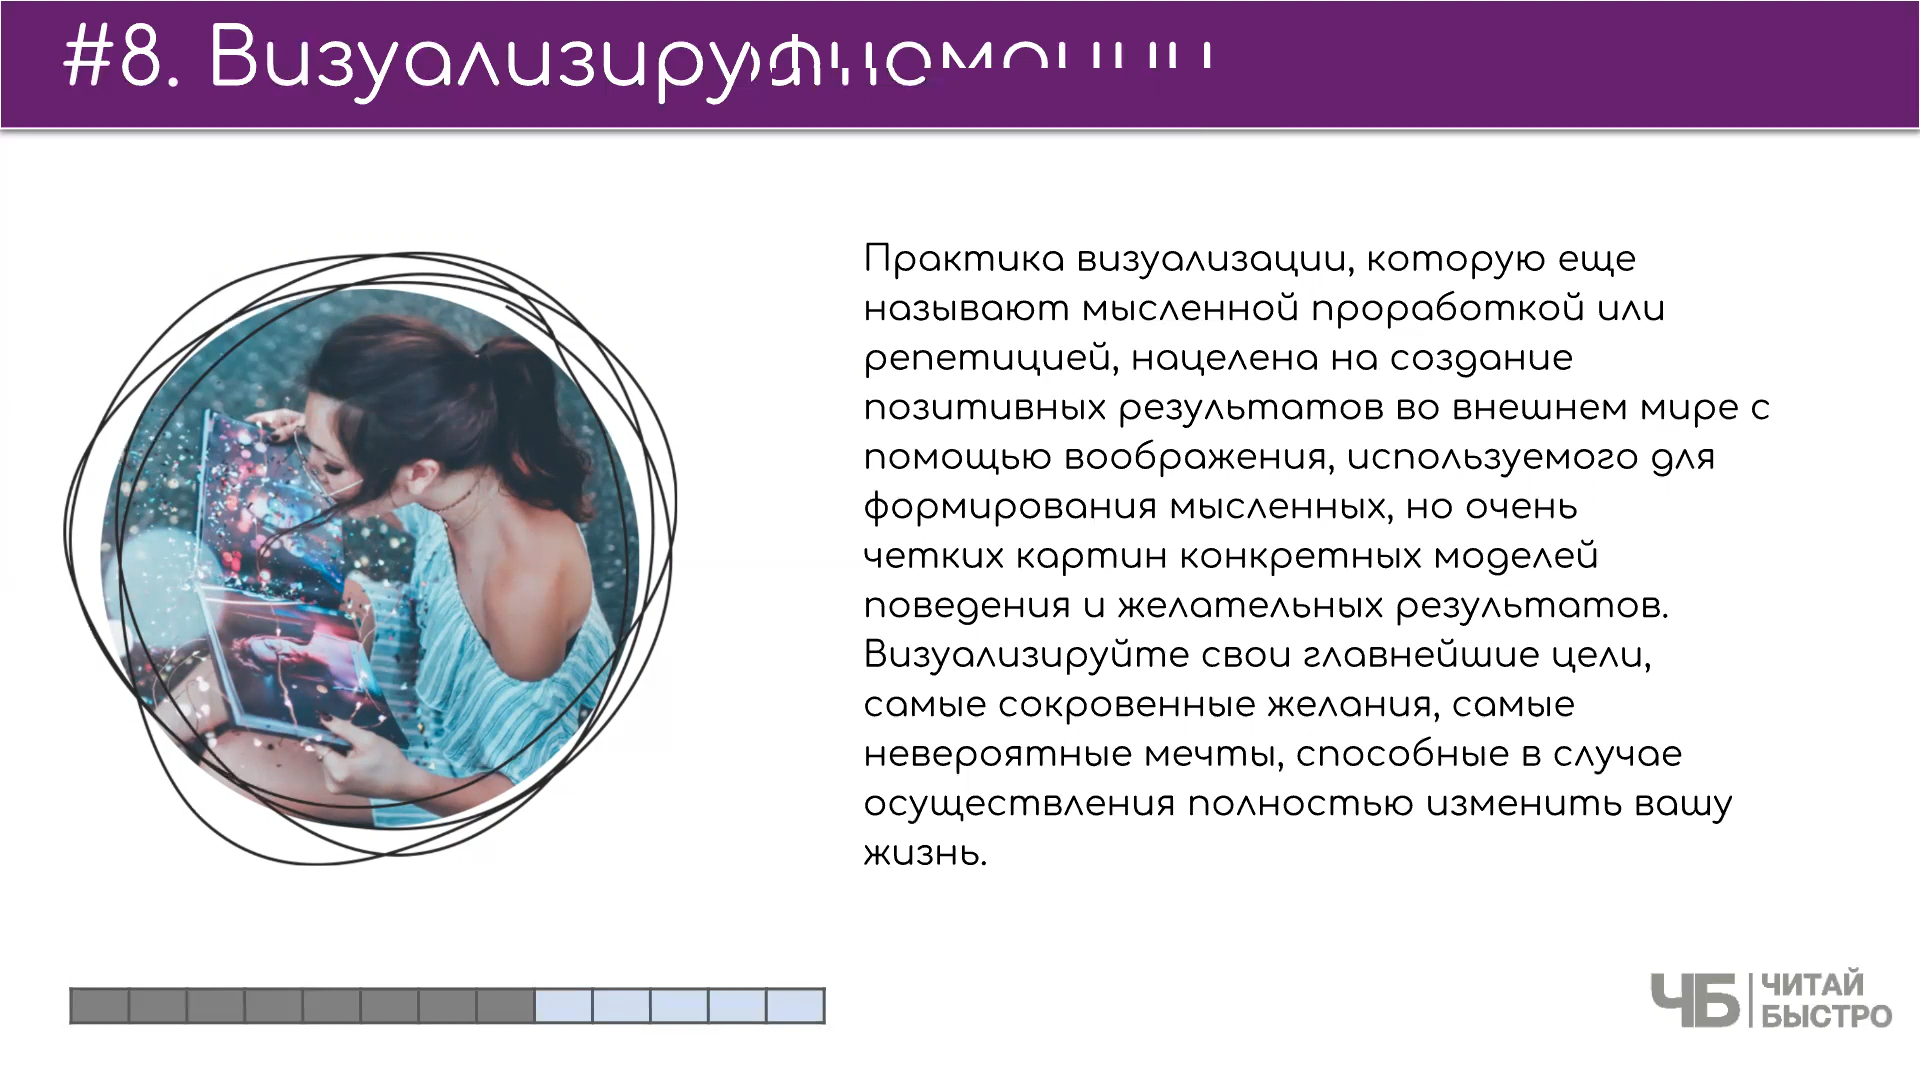 #8.
Практика визуализации, которую еще
называют мысленной проработкой или
репетицией, нацелена на создание
позитивных результатов во внешнем мире с
помощью воображения, используемого для
формирования мысленных, но очень
четких картин конкретных моделей
поведения и желательных результатов.
Визуализируйте свои главнейшие цели,
самые сокровенные желания, самые
невероятные мечты, способные в случае
осуществления полностью изменить вашу
жизнь.
ЧБ ЧИТАЙ
БЫСТРО